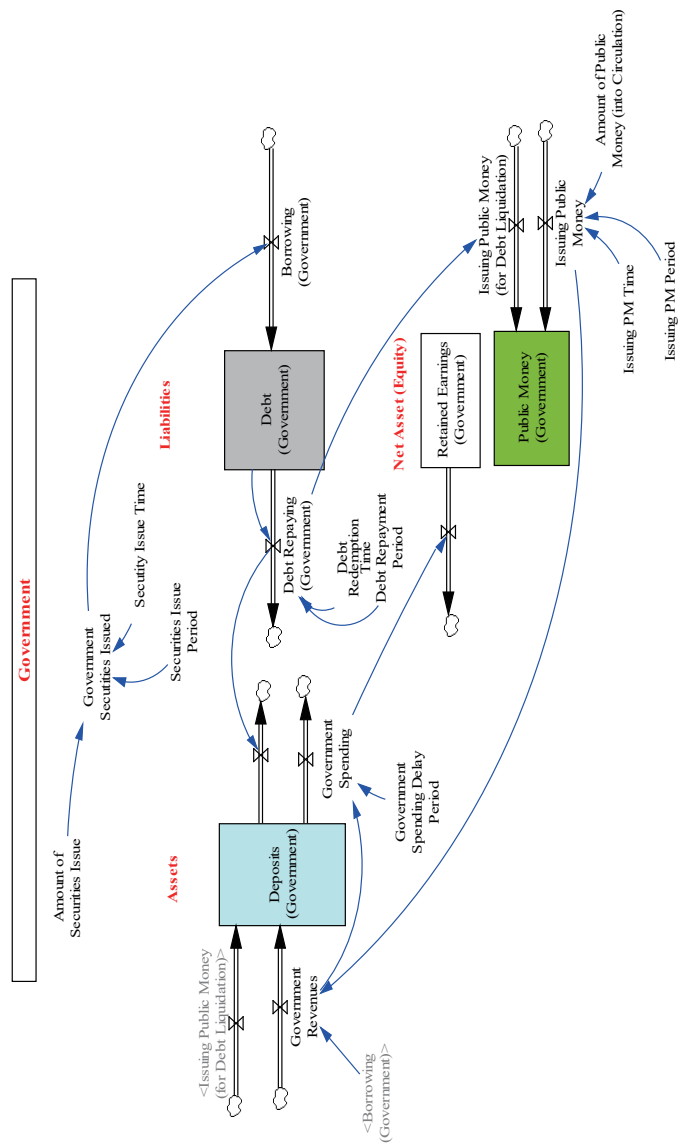 Government
Amount of
Securities Issue
Government
Secutities Issued
Secutity Issue Time
Securities Issue
Period
Assets
Liabilities
<Issuing Public Money
(for Debt Liquidation)>
Deposits
(Government)
Government
Revenues
<Borrowing
(Government)>
Government
Spending
Government
Spending Delay
Period
Debt
(Government)
Borrowing
(Government)
Debt Repaying
(Government)
Debt
Redemption
Time
Debt Repayment
Period
Net Asset (Equity)
Retained Earnings
(Government)
Public Money
(Government)
Issuing Public Money
(for Debt Liquidation)
Issuing Public
Money
Amount of Public
Money (into Circulation)
Issuing PM Time
Issuing PM Period